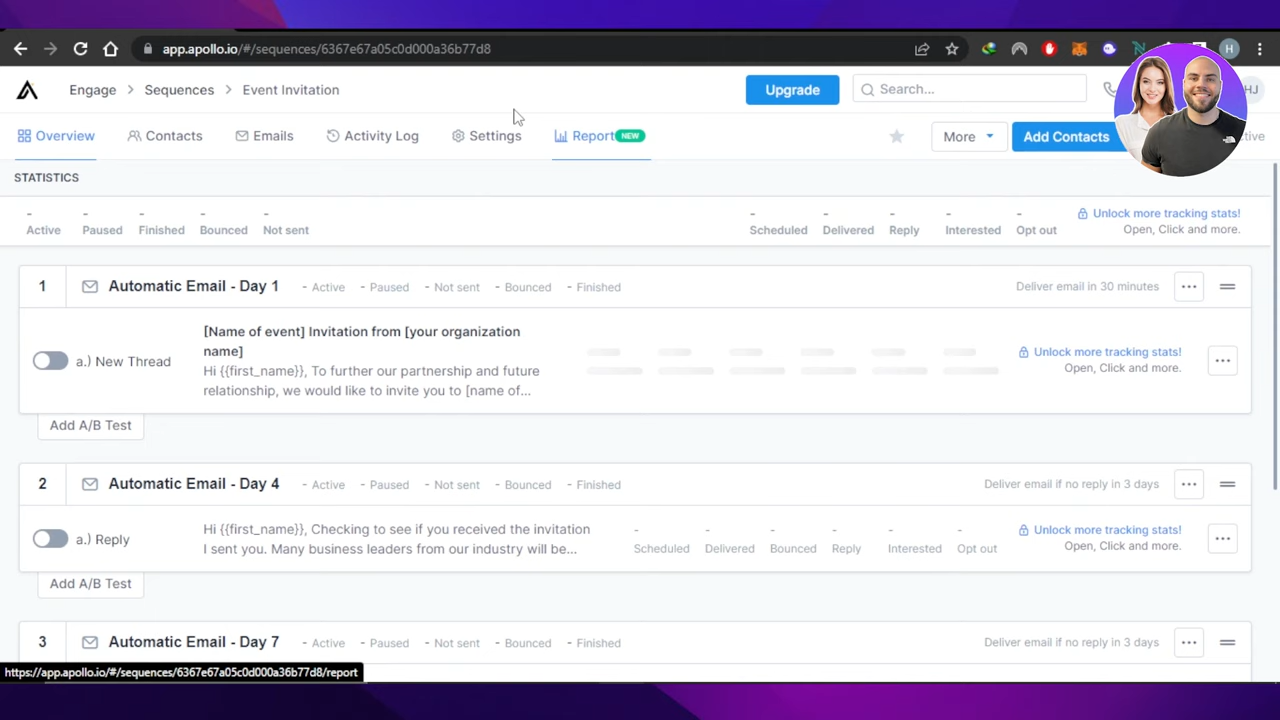 app.apollo.io/#/sequences/6367e67a05c0d000a36b77d8
H
Engage > Sequences > Event Invitation
Upgrade
Search...
HJ
Overview
Contacts
Emails
Activity Log
Settings
Report NEW
More
Add Contacts
STATISTICS
- Active
- Paused
- Finished
- Bounced
- Not sent
- Scheduled
- Delivered
- Reply
- Interested
- Opt out
Unlock more tracking stats!
Open, Click and more.
1 Automatic Email - Day 1 - Active - Paused - Not sent - Bounced - Finished Deliver email in 30 minutes
a.) New Thread
[Name of event] Invitation from [your organization
name]
Hi {{first_name}}, To further our partnership and future
relationship, we would like to invite you to [name of...
Unlock more tracking stats!
Open, Click and more.
Add A/B Test
2 Automatic Email - Day 4 - Active - Paused - Not sent - Bounced - Finished Deliver email if no reply in 3 days
a.) Reply
Hi {{first_name}}, Checking to see if you received the invitation
I sent you. Many business leaders from our industry will be...
- Scheduled
- Delivered
- Bounced
- Reply
- Interested
- Opt out
Unlock more tracking stats!
Open, Click and more.
Add A/B Test
3 Automatic Email - Day 7 - Active - Paused - Not sent - Bounced - Finished Deliver email if no reply in 3 days
https://app.apollo.io/#/sequences/6367e67a05c0d000a36b77d8/report